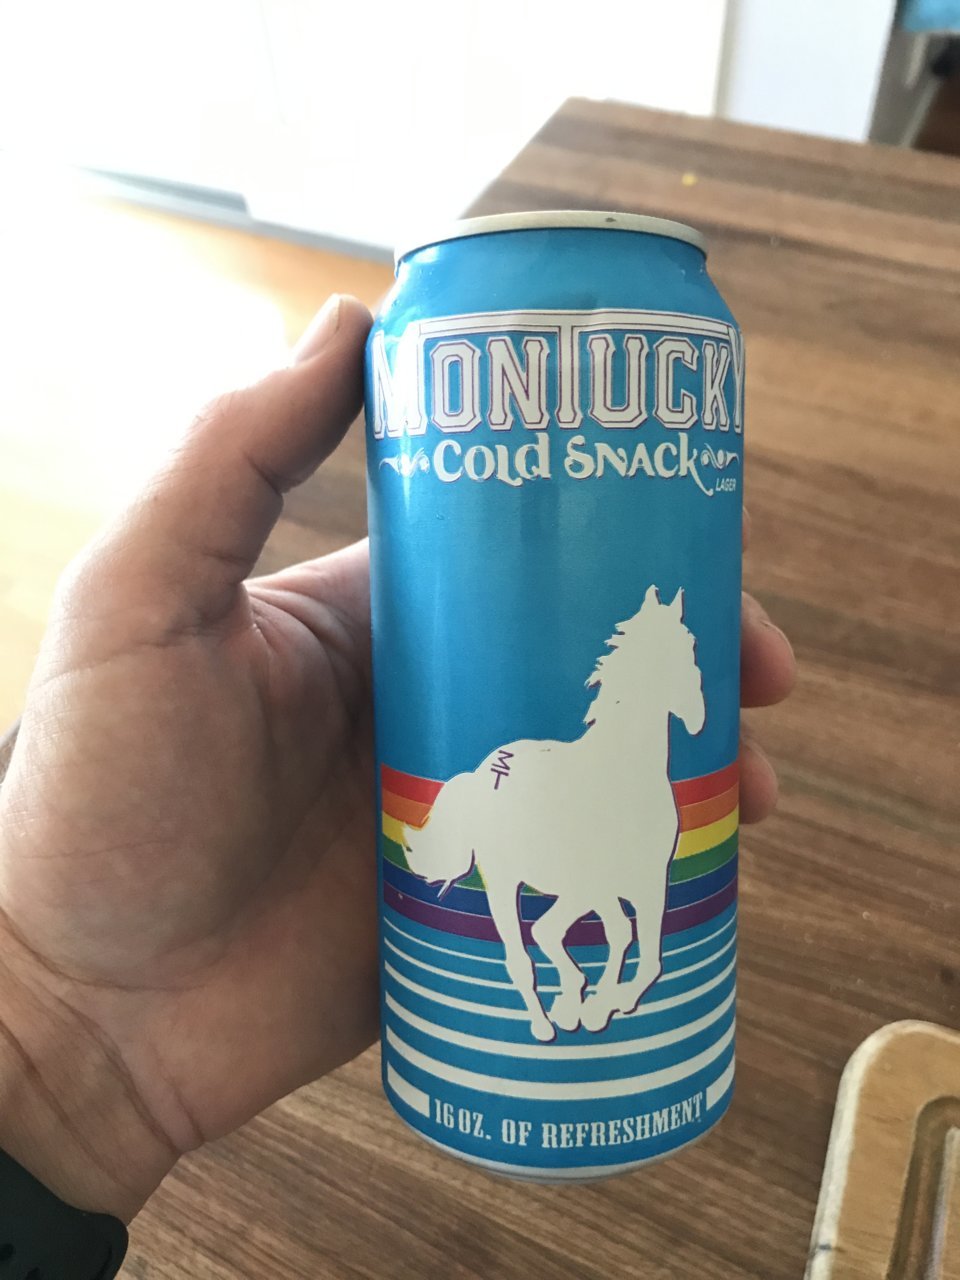 MONTUCKY
COLD SNACK
LAGER
MT
16 OZ. OF REFRESHMENT